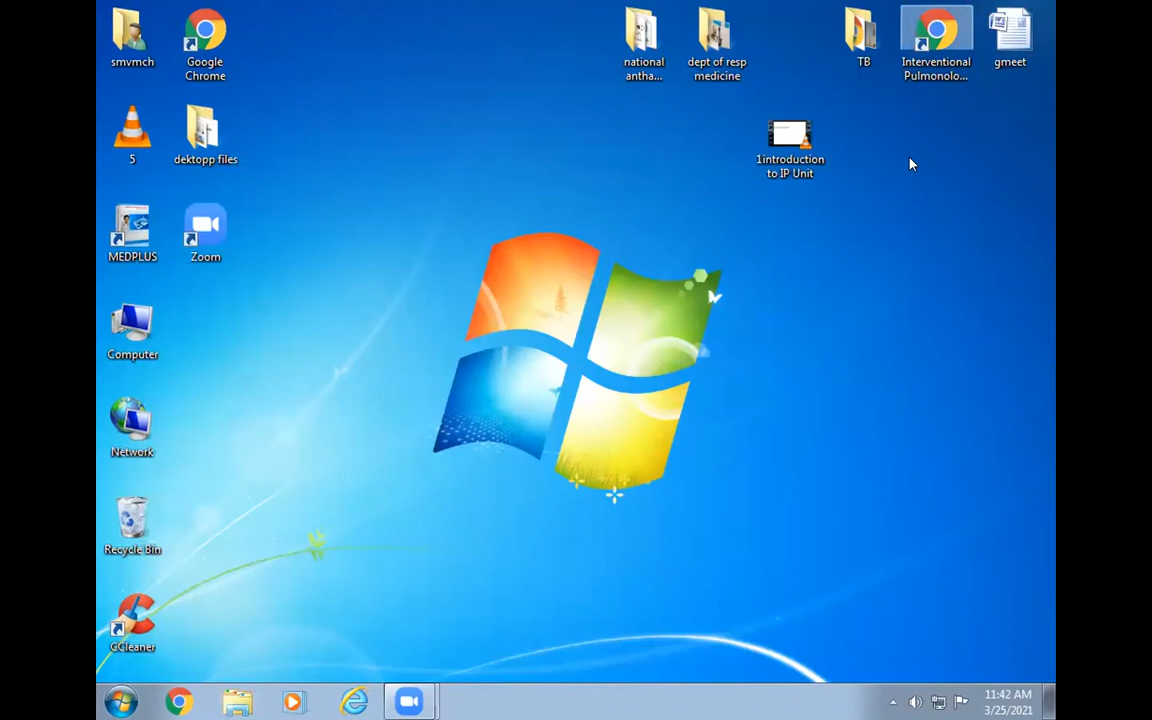 smvmch
Google
Chrome
national
antha...
dept of resp
medicine
TB
Interventional
Pulmonolo...
gmeet
5
dektopp files
1introduction
to IP Unit
MEDPLUS
Zoom
Computer
Network
Recycle Bin
CCleaner
11:42 AM
3/25/2021